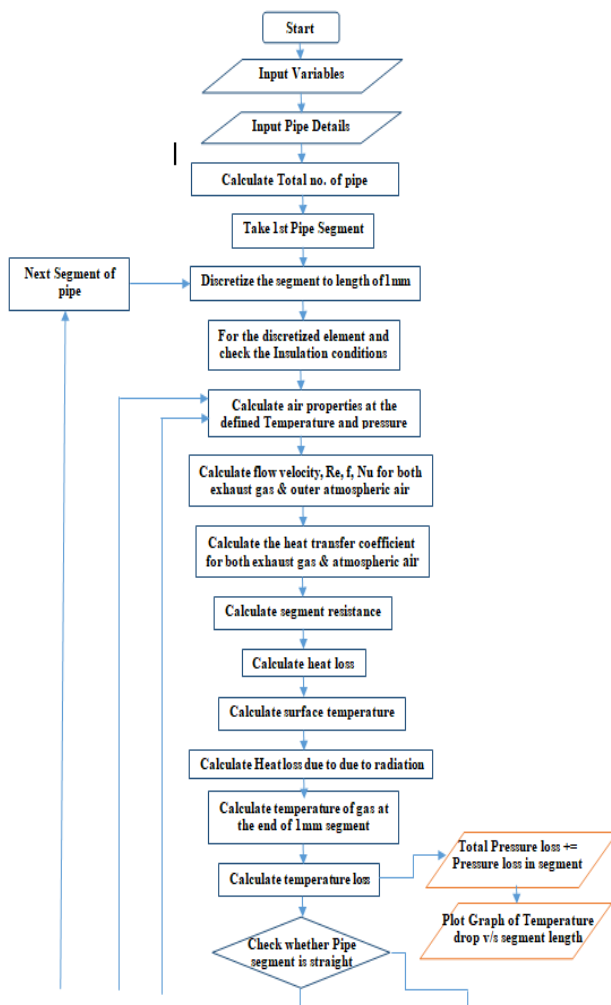 Start
Input Variables
Input Pipe Details
Calculate Total no. of pipe
Take 1st Pipe Segment
Next Segment of
pipe
Discretize the segment to length of 1mm
For the discretized element and
check the Insulation conditions
Calculate air properties at the
defined Temperature and pressure
Calculate flow velocity, Re, f, Nu for both
exhaust gas & outer atmospheric air
Calculate the heat transfer coefficient
for both exhaust gas & atmospheric air
Calculate segment resistance
Calculate heat loss
Calculate surface temperature
Calculate Heat loss due to due to radiation
Calculate temperature of gas at
the end of 1mm segment
Calculate temperature loss
Total Pressure loss +=
Pressure loss in segment
Plot Graph of Temperature
drop v/s segment length
Check whether Pipe
segment is straight